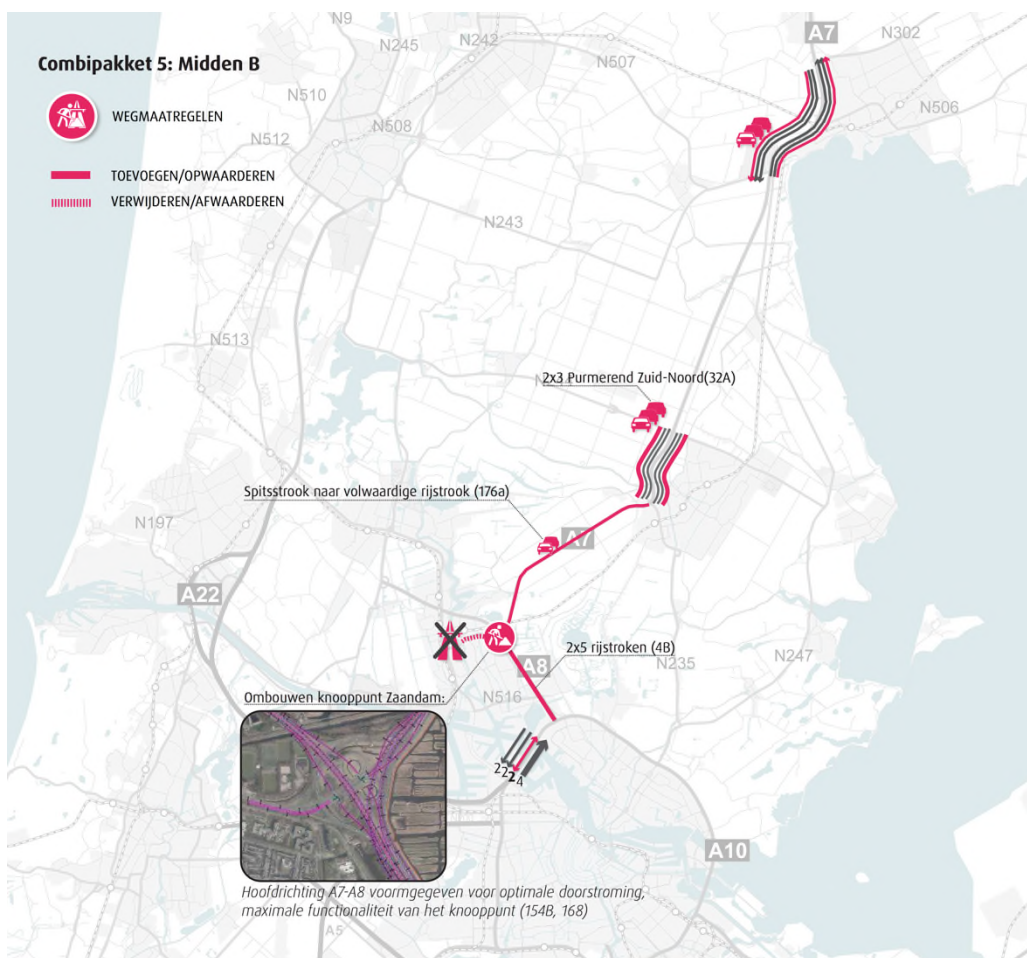 Combipakket 5: Midden B
WEGMAATREGELEN
TOEVOEGEN/OPWAARDEREN
VERWIJDEREN/AFWAARDEREN
N9
N242
N245
A7
N302
N507
N510
N506
N508
N512
N243
N513
2x3 Purmerend Zuid-Noord(32A)
Spitsstrook naar volwaardige rijstrook (176a)
N197
A7
A22
2x5 rijstroken (4B)
A8
N235
N247
Ombouwen knooppunt Zaandam:
N516
2 2 2 4
A10
Hoofdrichting A7-A8 voormgegeven voor optimale doorstroming,
maximale functionaliteit van het knooppunt (154B, 168)
A5